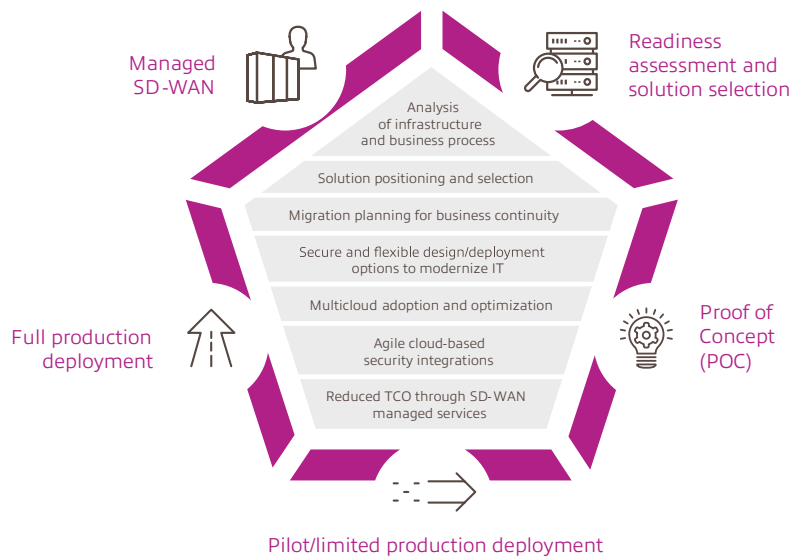 Managed
SD-WAN
Readiness
assessment and
solution selection
Analysis
of infrastructure
and business process
Solution positioning and selection
Migration planning for business continuity
Secure and flexible design/deployment
options to modernize IT
Multicloud adoption and optimization
Agile cloud-based
security integrations
Reduced TCO through SD-WAN
managed services
Full production
deployment
Proof of
Concept
(POC)
Pilot/limited production deployment